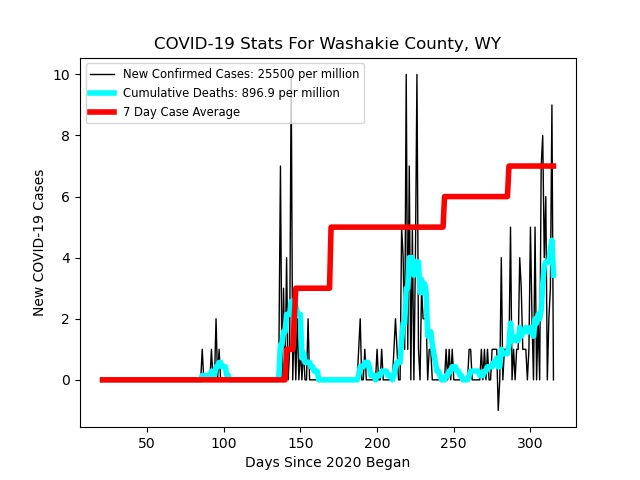 COVID-19 Stats For Washakie County, WY
New Confirmed Cases: 25500 per million
Cumulative Deaths: 896.9 per million
7 Day Case Average
New COVID-19 Cases
10
8
6
4
2
0
50 100 150 200 250 300
Days Since 2020 Began